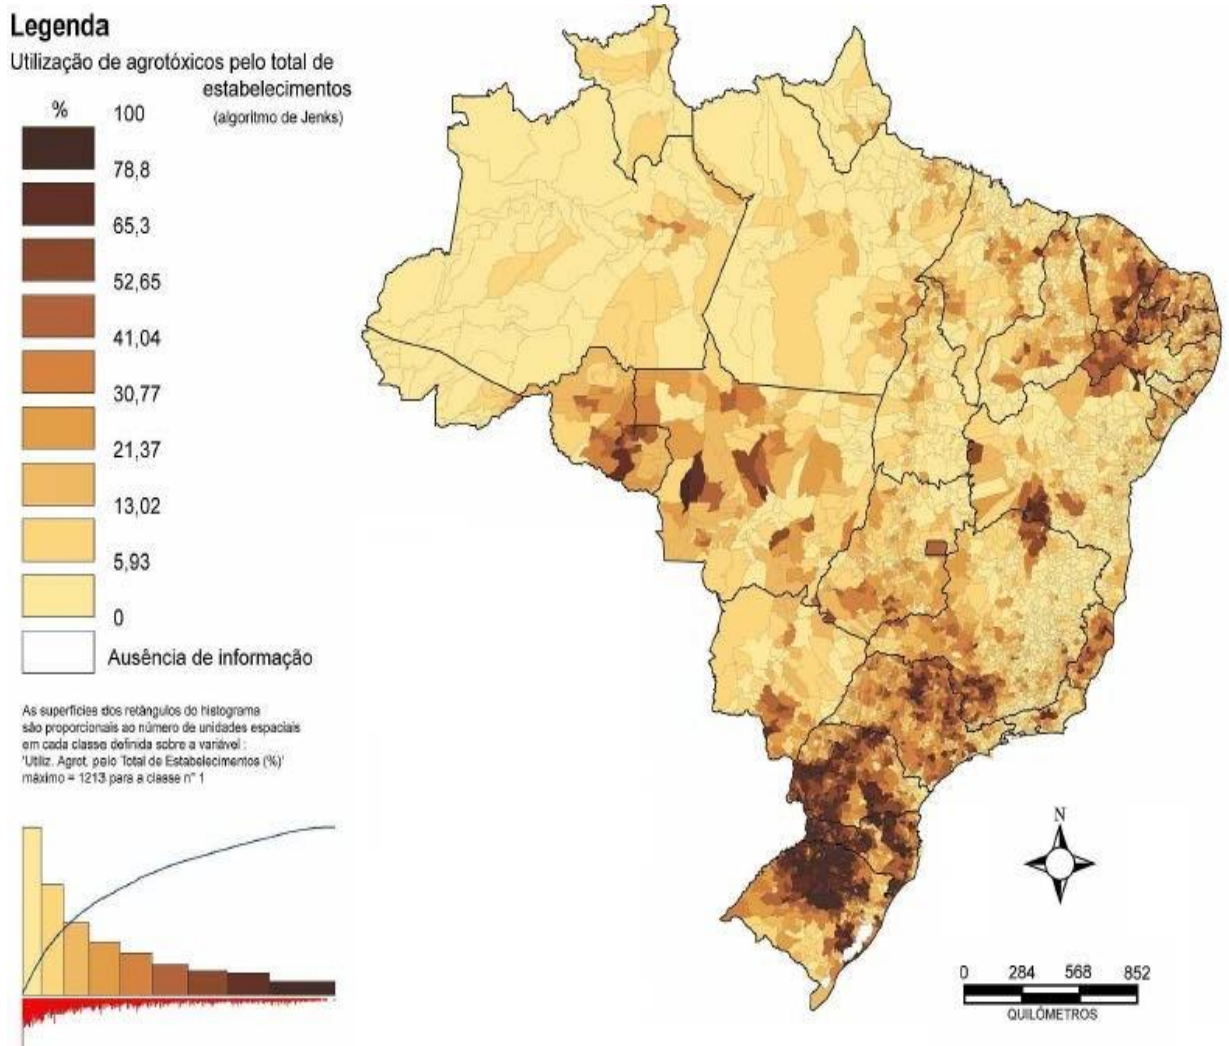 Legenda
Utilização de agrotóxicos pelo total de
estabelecimentos
(algoritmo de Jenks)
%
100
78,8
65,3
52,65
41,04
30,77
21,37
13,02
5,93
0
Ausência de informação
As superfícies dos retângulos do histograma
são proporcionais ao número de unidades espaciais
em cada classe definida sobre a variável :
'Utiliz. Agrot. pelo Total de Estabelecimentos (%)'
máximo = 1213 para a classe n° 1
N
0 284 568 852
QUILÔMETROS